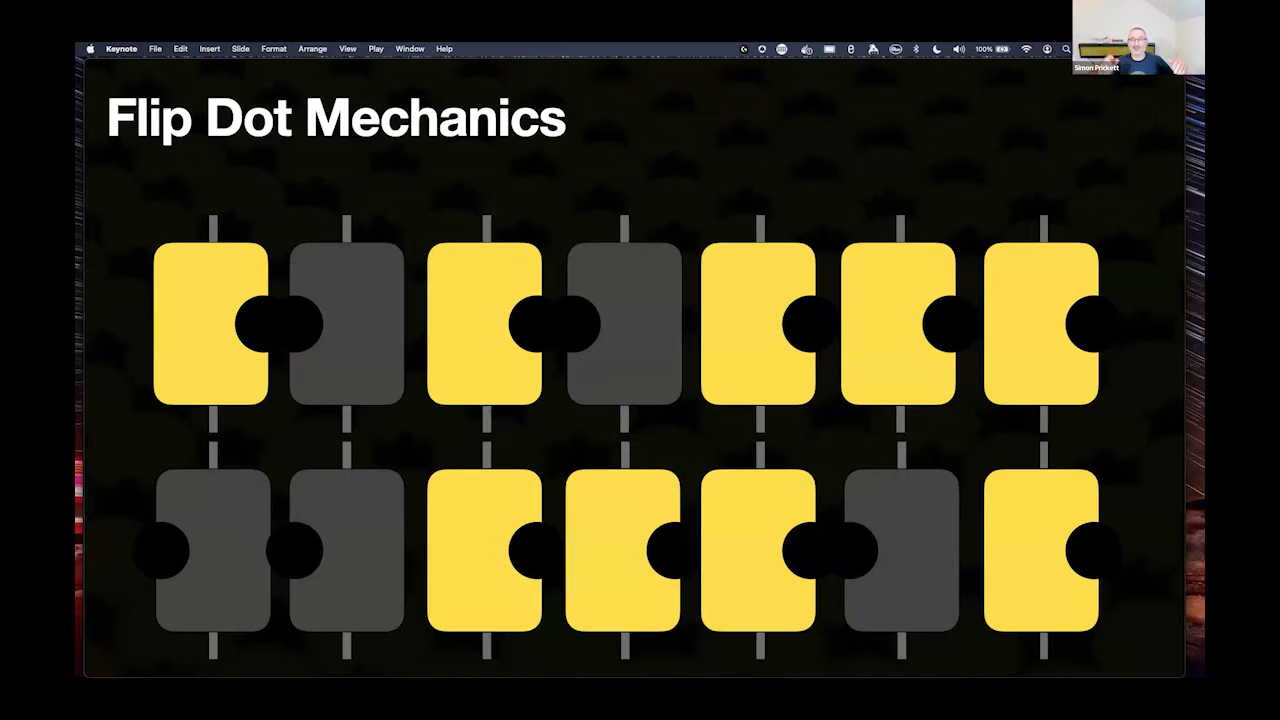 Keynote File Edit Insert Slide Format Arrange View Play Window Help 100%
Simon Prickett
Flip Dot Mechanics